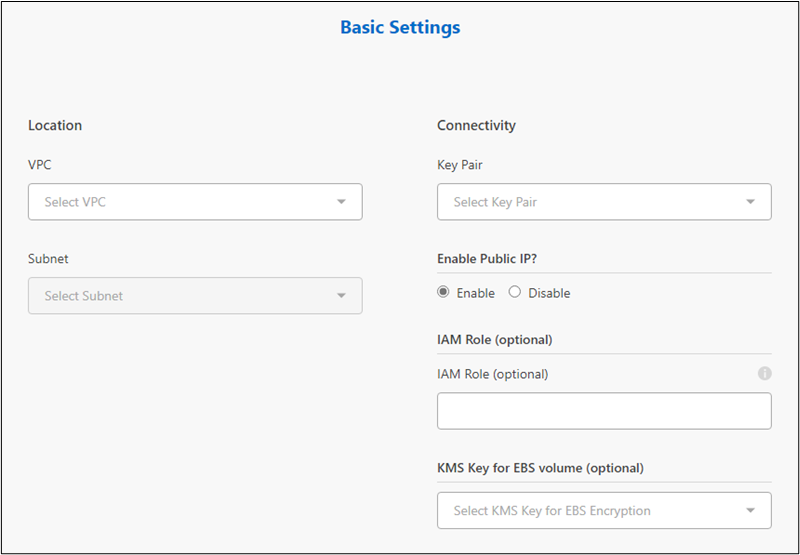 Basic Settings
Location
VPC
Select VPC
Subnet
Select Subnet
Connectivity
Key Pair
Select Key Pair
Enable Public IP?
Enable Disable
IAM Role (optional)
IAM Role (optional)
KMS Key for EBS volume (optional)
Select KMS Key for EBS Encryption